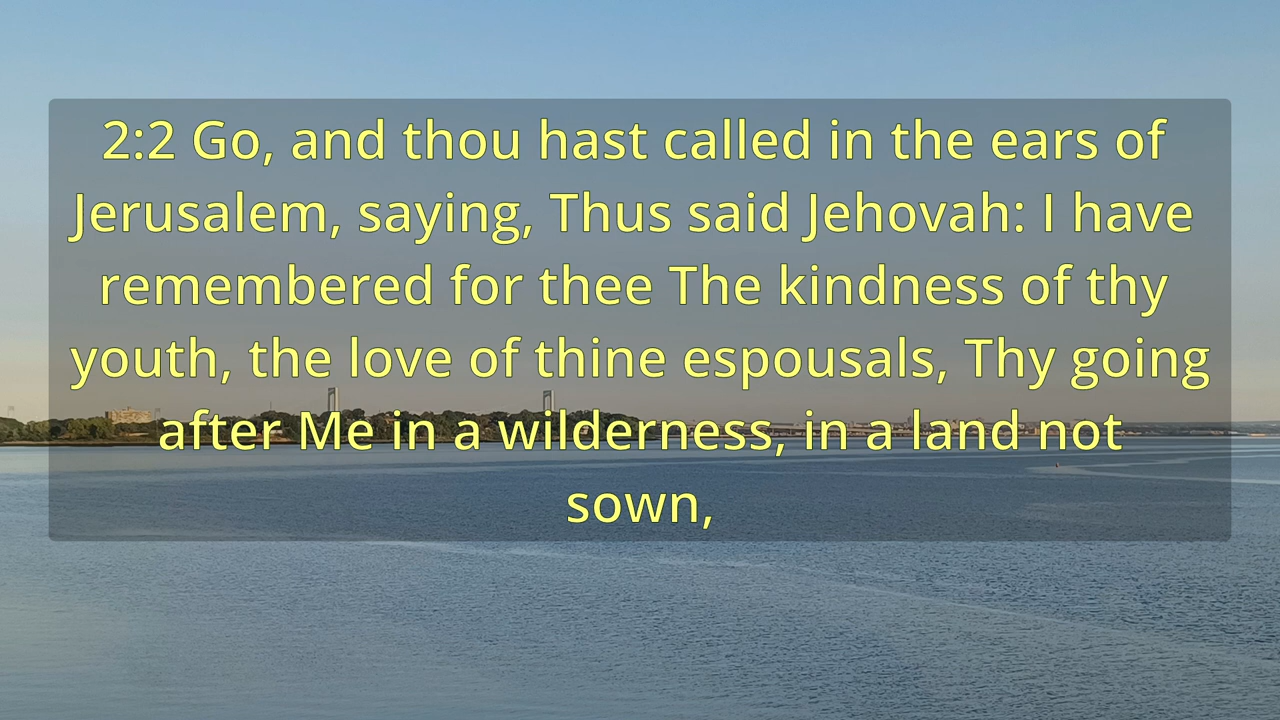 2:2 Go, and thou hast called in the ears of
Jerusalem, saying, Thus said Jehovah: I have
remembered for thee The kindness of thy
youth, the love of thine espousals, Thy going
after Me in a wilderness, in a land not
sown,